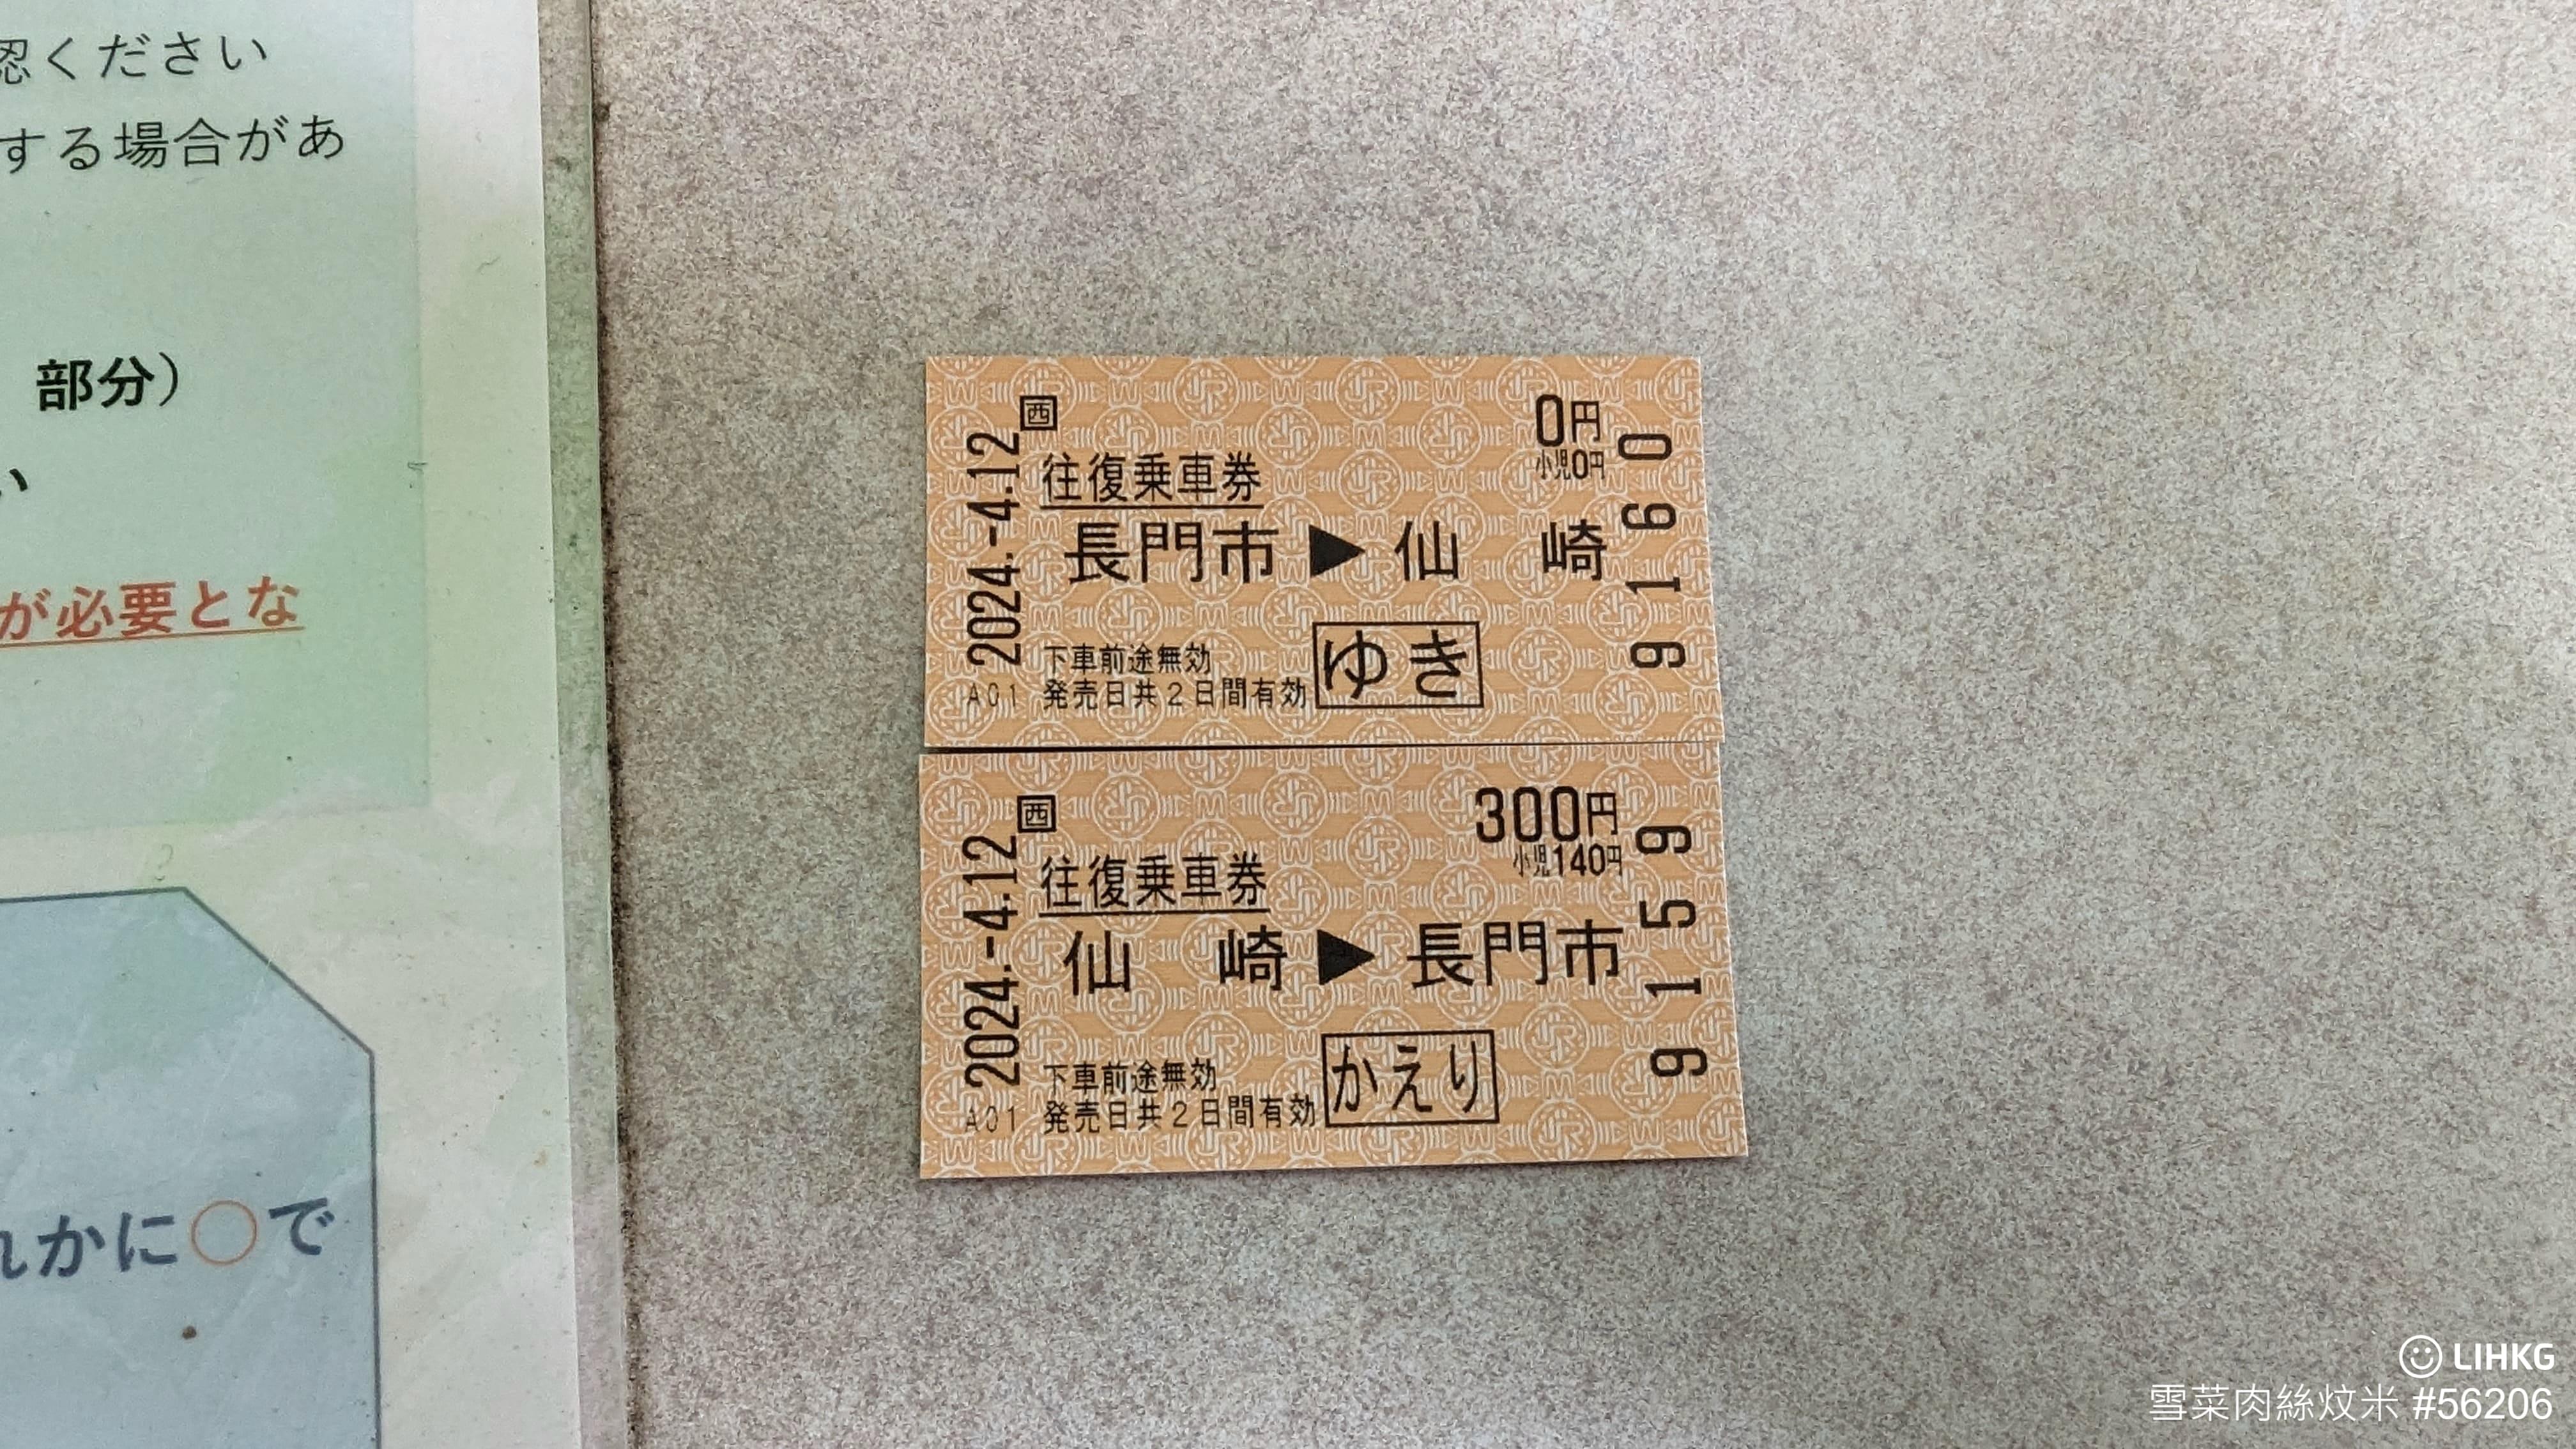 認ください
する場合があ
部分）
い
が必要とな
れかに○で
2024.-4.12
西
往復乗車券
0円
小児0円
長門市▶仙　崎
下車前途無効
A01 発売日共２日間有効
ゆき
9160
2024.-4.12
西
往復乗車券
300円
小児140円
仙　崎▶長門市
下車前途無効
A01 発売日共２日間有効
かえり
9159
LIHKG
雪菜肉絲炆米 #56206